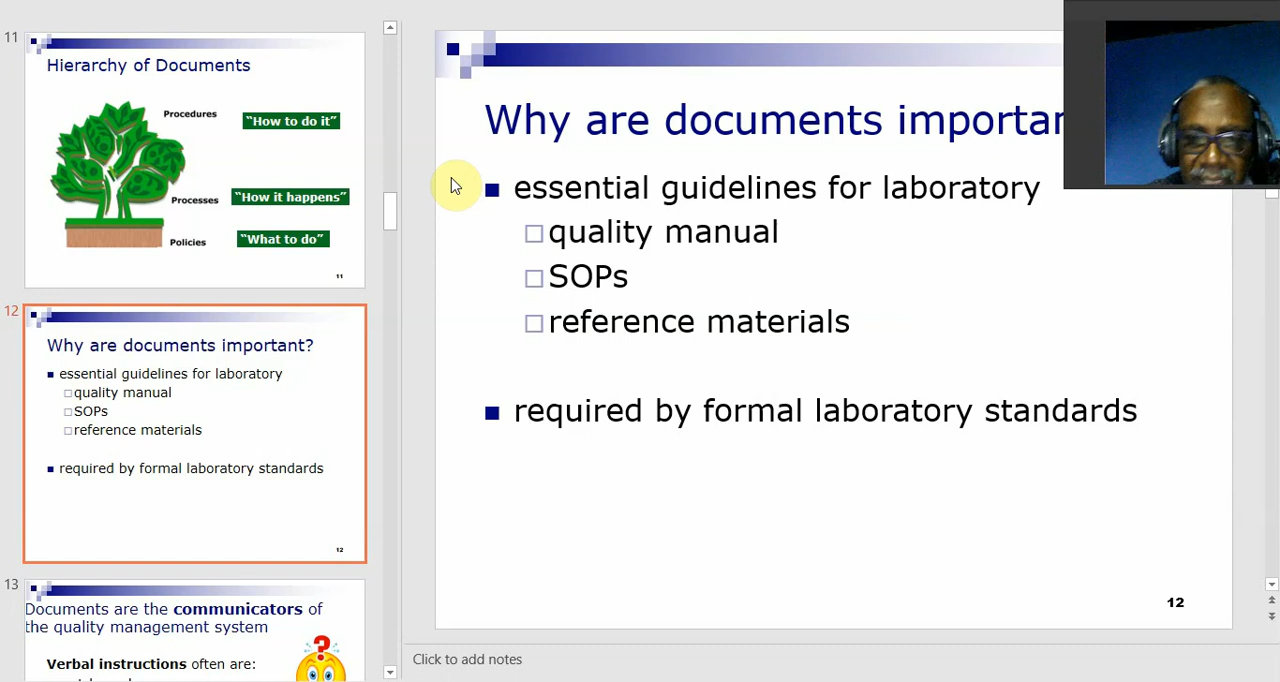 11
Hierarchy of Documents
Procedures
“How to do it”
Processes
“How it happens”
Policies
“What to do”
11
12
Why are documents important?
essential guidelines for laboratory
quality manual
SOPs
reference materials
required by formal laboratory standards
12
13
Documents are the communicators of
the quality management system
Verbal instructions often are:
Why are documents importan
essential guidelines for laboratory
quality manual
SOPs
reference materials
required by formal laboratory standards
12
Click to add notes